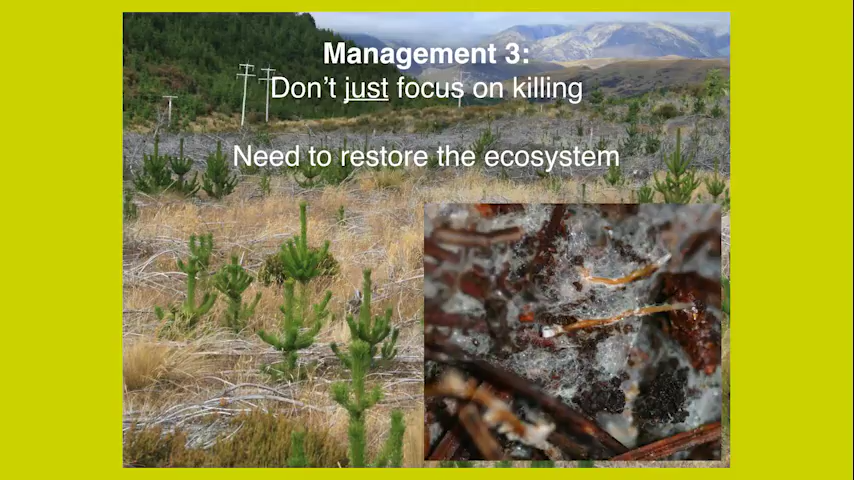 Management 3:
Don't just focus on killing
Need to restore the ecosystem